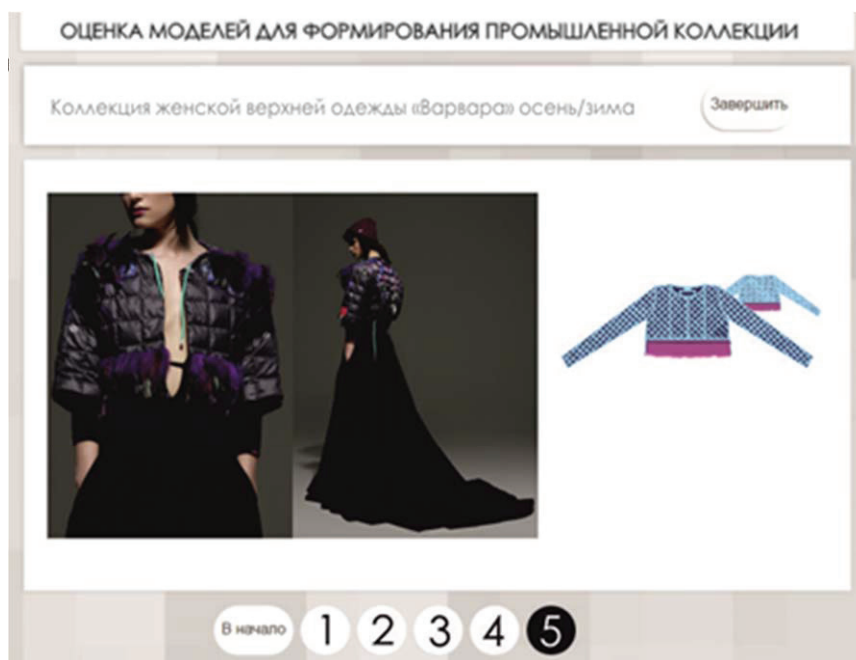 ОЦЕНКА МОДЕЛЕЙ ДЛЯ ФОРМИРОВАНИЯ ПРОМЫШЛЕННОЙ КОЛЛЕКЦИИ
Коллекция женской верхней одежды «Варвара» осень/зима
Завершить
В начало 1 2 3 4 5